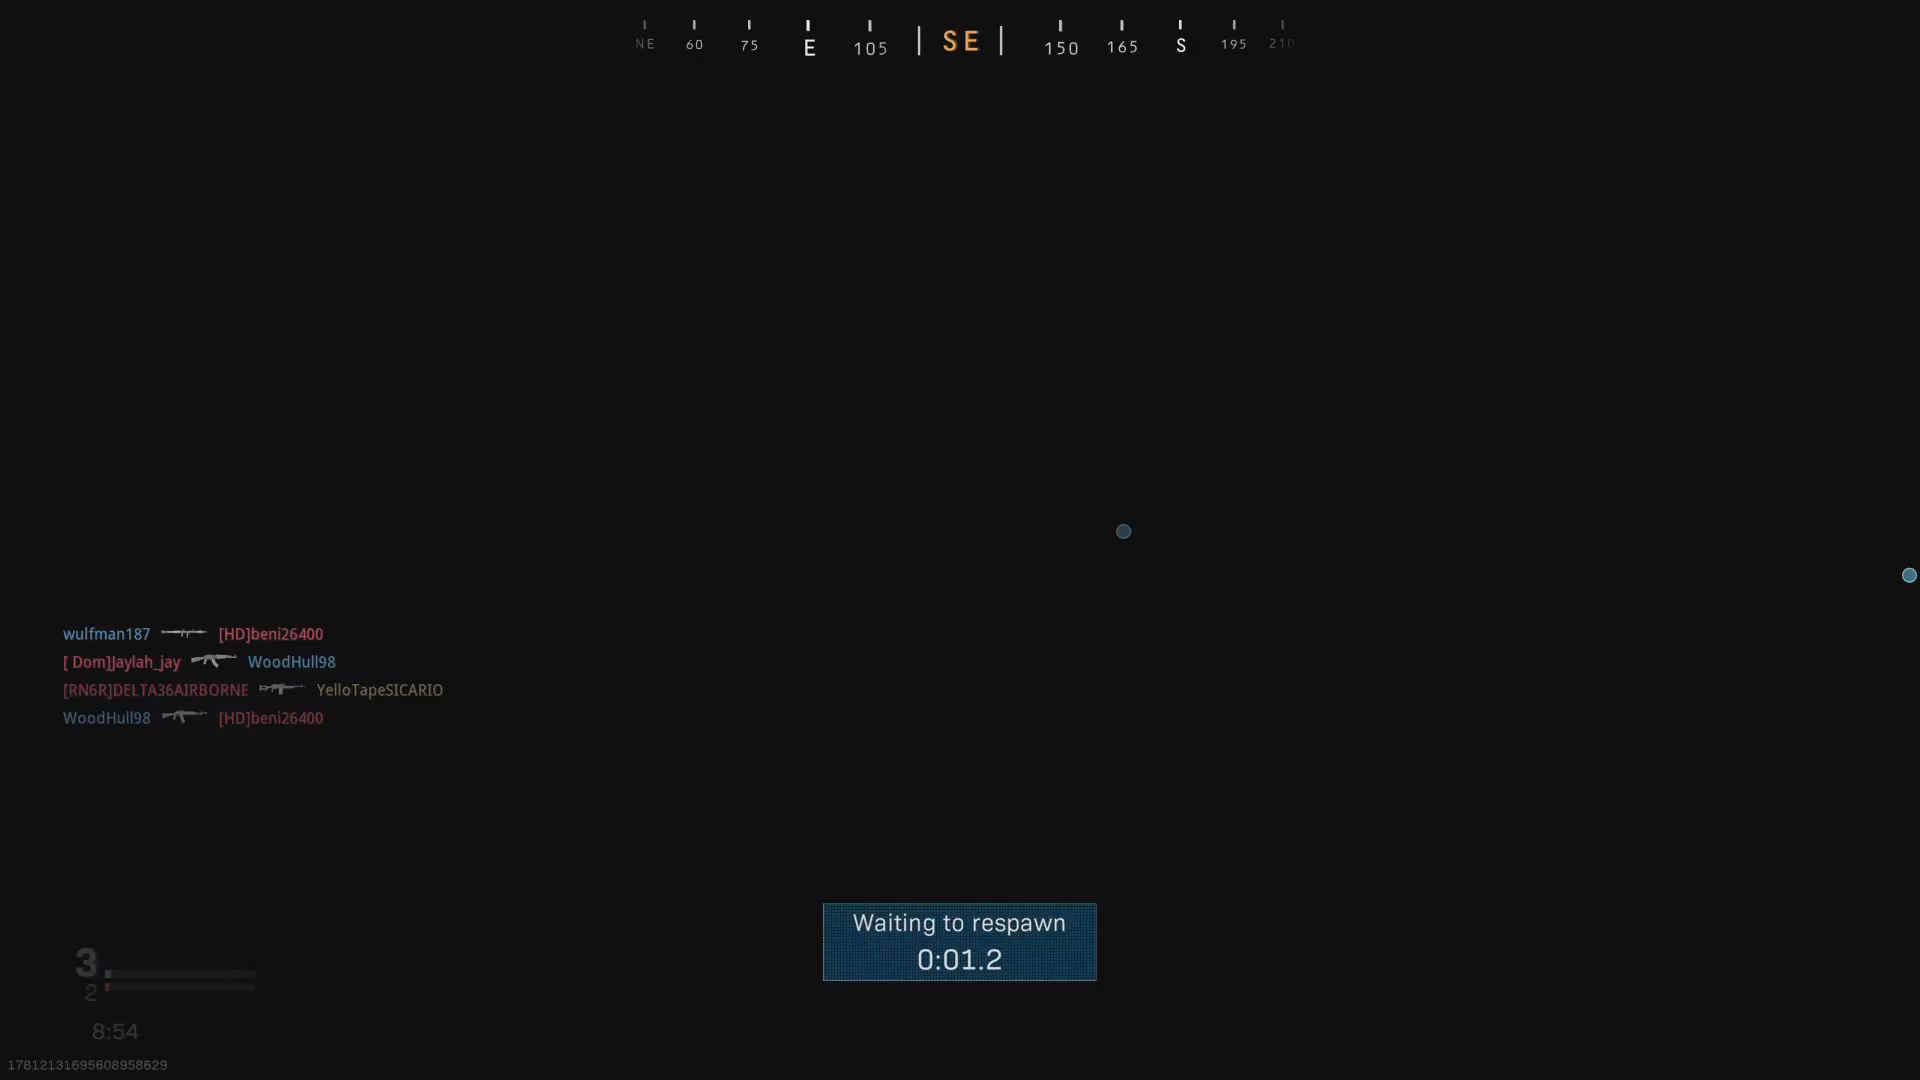 NE 60 75 E 105 SE 150 165 S 195 210
wulfman187 [HD]beni26400
[ Dom]Jaylah_jay WoodHull98
[RN6R]DELTA36AIRBORNE YelloTapeSICARIO
WoodHull98 [HD]beni26400
Waiting to respawn
0:01.2
3
2
8:54
17812131695608958629